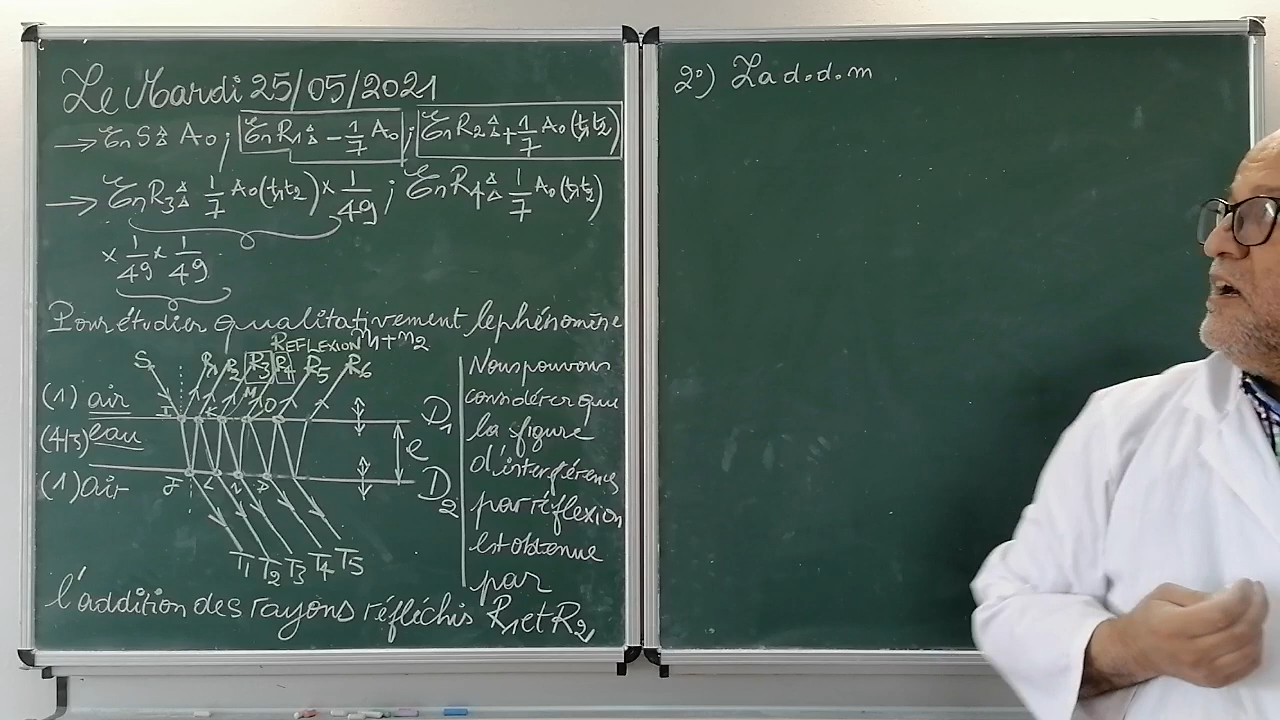 Le Mardi 25/05/2021
→ En S ≙ A₀ ; En R1 ≙ - 1/7 A₀ ; En R2 ≙ + 1/7 A₀ (t₁t₂)
→ En R3 ≙ 1/7 A₀ (t₁t₂) × 1/49 ; En R4 ≙ 1/7 A₀ (t₁t₂)
× 1/49 × 1/49
Pour étudier qualitativement le phénomène
REFLEXION n₁+n₂
S R1 R2 R3 R4 R5 R6
M
(1) air I K O D1
(4/3) eau e
(1) air J L N P D2
T1 T2 T3 T4 T5
Nous pouvons
considérer que
la figure
d'interférences
par réflexion
est obtenue
par
l'addition des rayons réfléchis R1 et R2
2°) La d.d.m